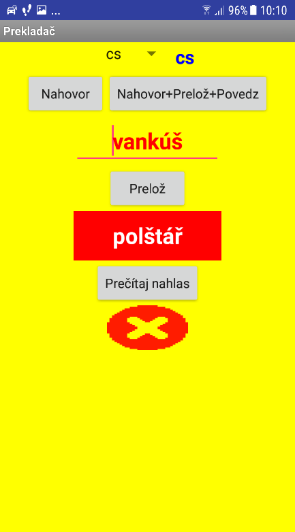 ... 96% 10:10
Prekladač
cs cs
Nahovor Nahovor+Prelož+Povedz
vankúš
Prelož
polštář
Prečítaj nahlas